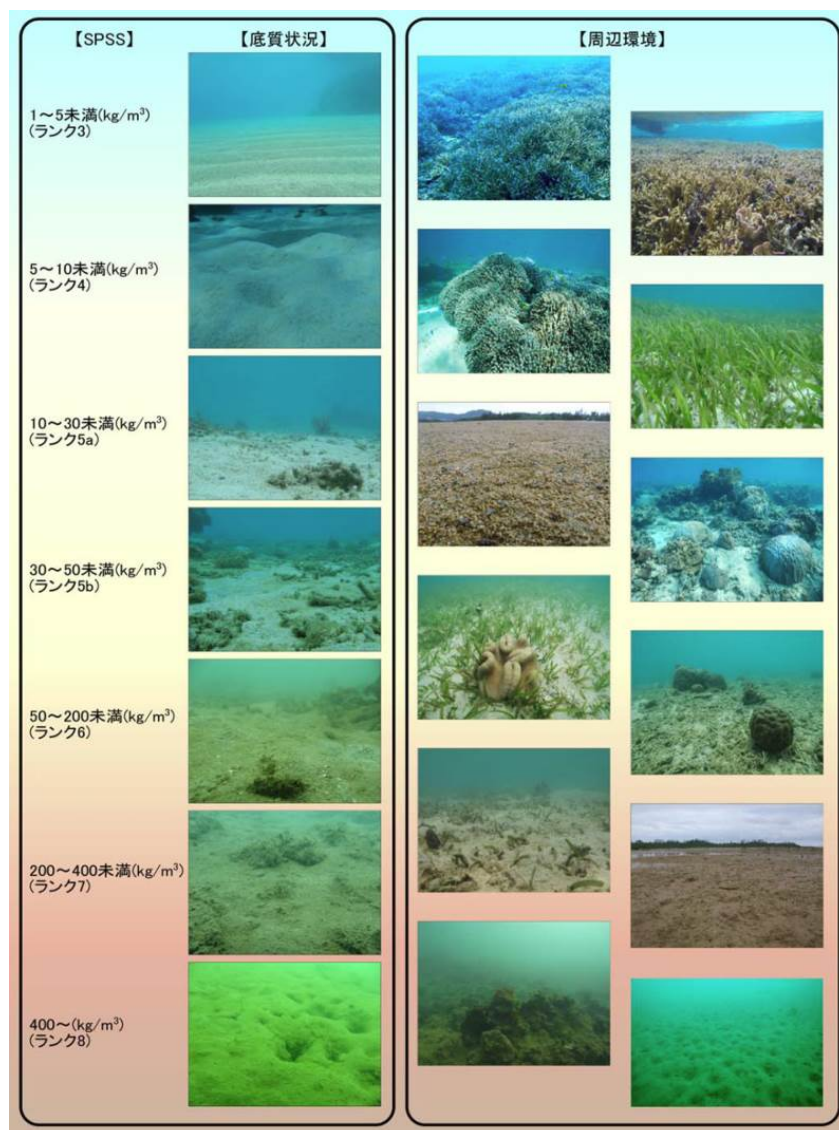 【SPSS】
【底質状況】
【周辺環境】
1～5未満(kg/m³)
(ランク3)
5～10未満(kg/m³)
(ランク4)
10～30未満(kg/m³)
(ランク5a)
30～50未満(kg/m³)
(ランク5b)
50～200未満(kg/m³)
(ランク6)
200～400未満(kg/m³)
(ランク7)
400～(kg/m³)
(ランク8)